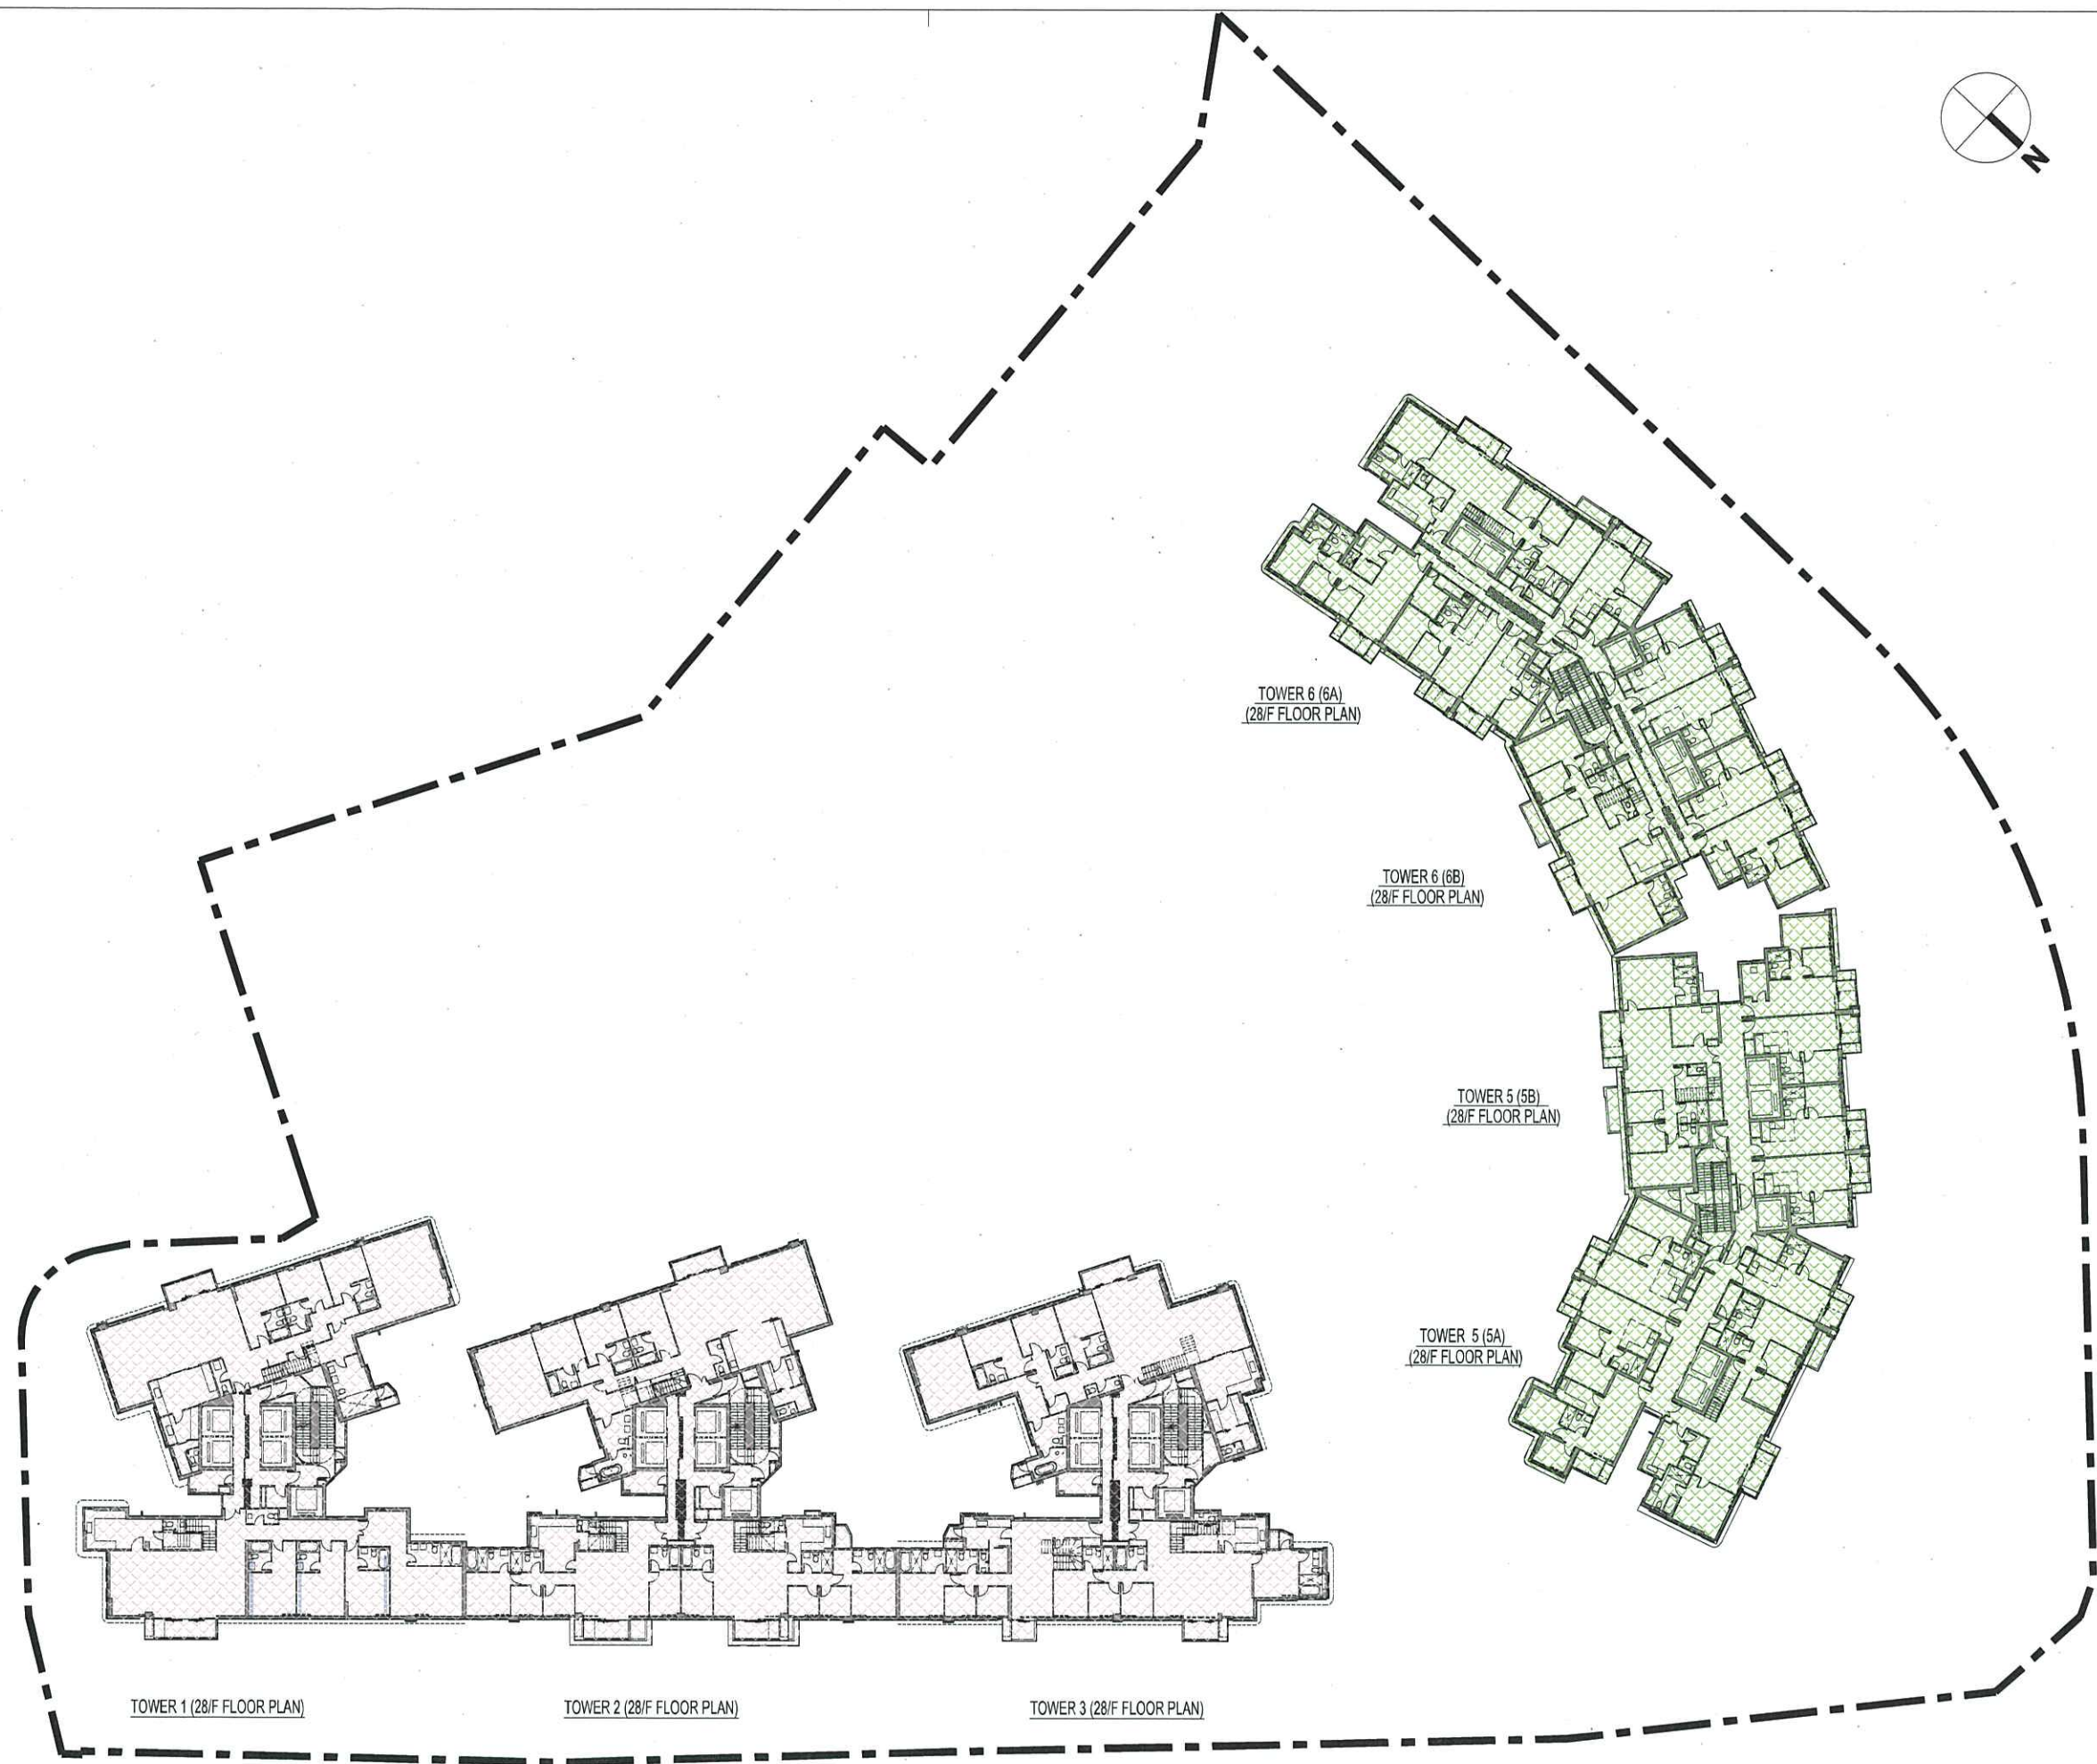 N
TOWER 6 (6A)
(28/F FLOOR PLAN)
TOWER 6 (6B)
(28/F FLOOR PLAN)
TOWER 5 (5B)
(28/F FLOOR PLAN)
TOWER 5 (5A)
(28/F FLOOR PLAN)
TOWER 1 (28/F FLOOR PLAN)
TOWER 2 (28/F FLOOR PLAN)
TOWER 3 (28/F FLOOR PLAN)